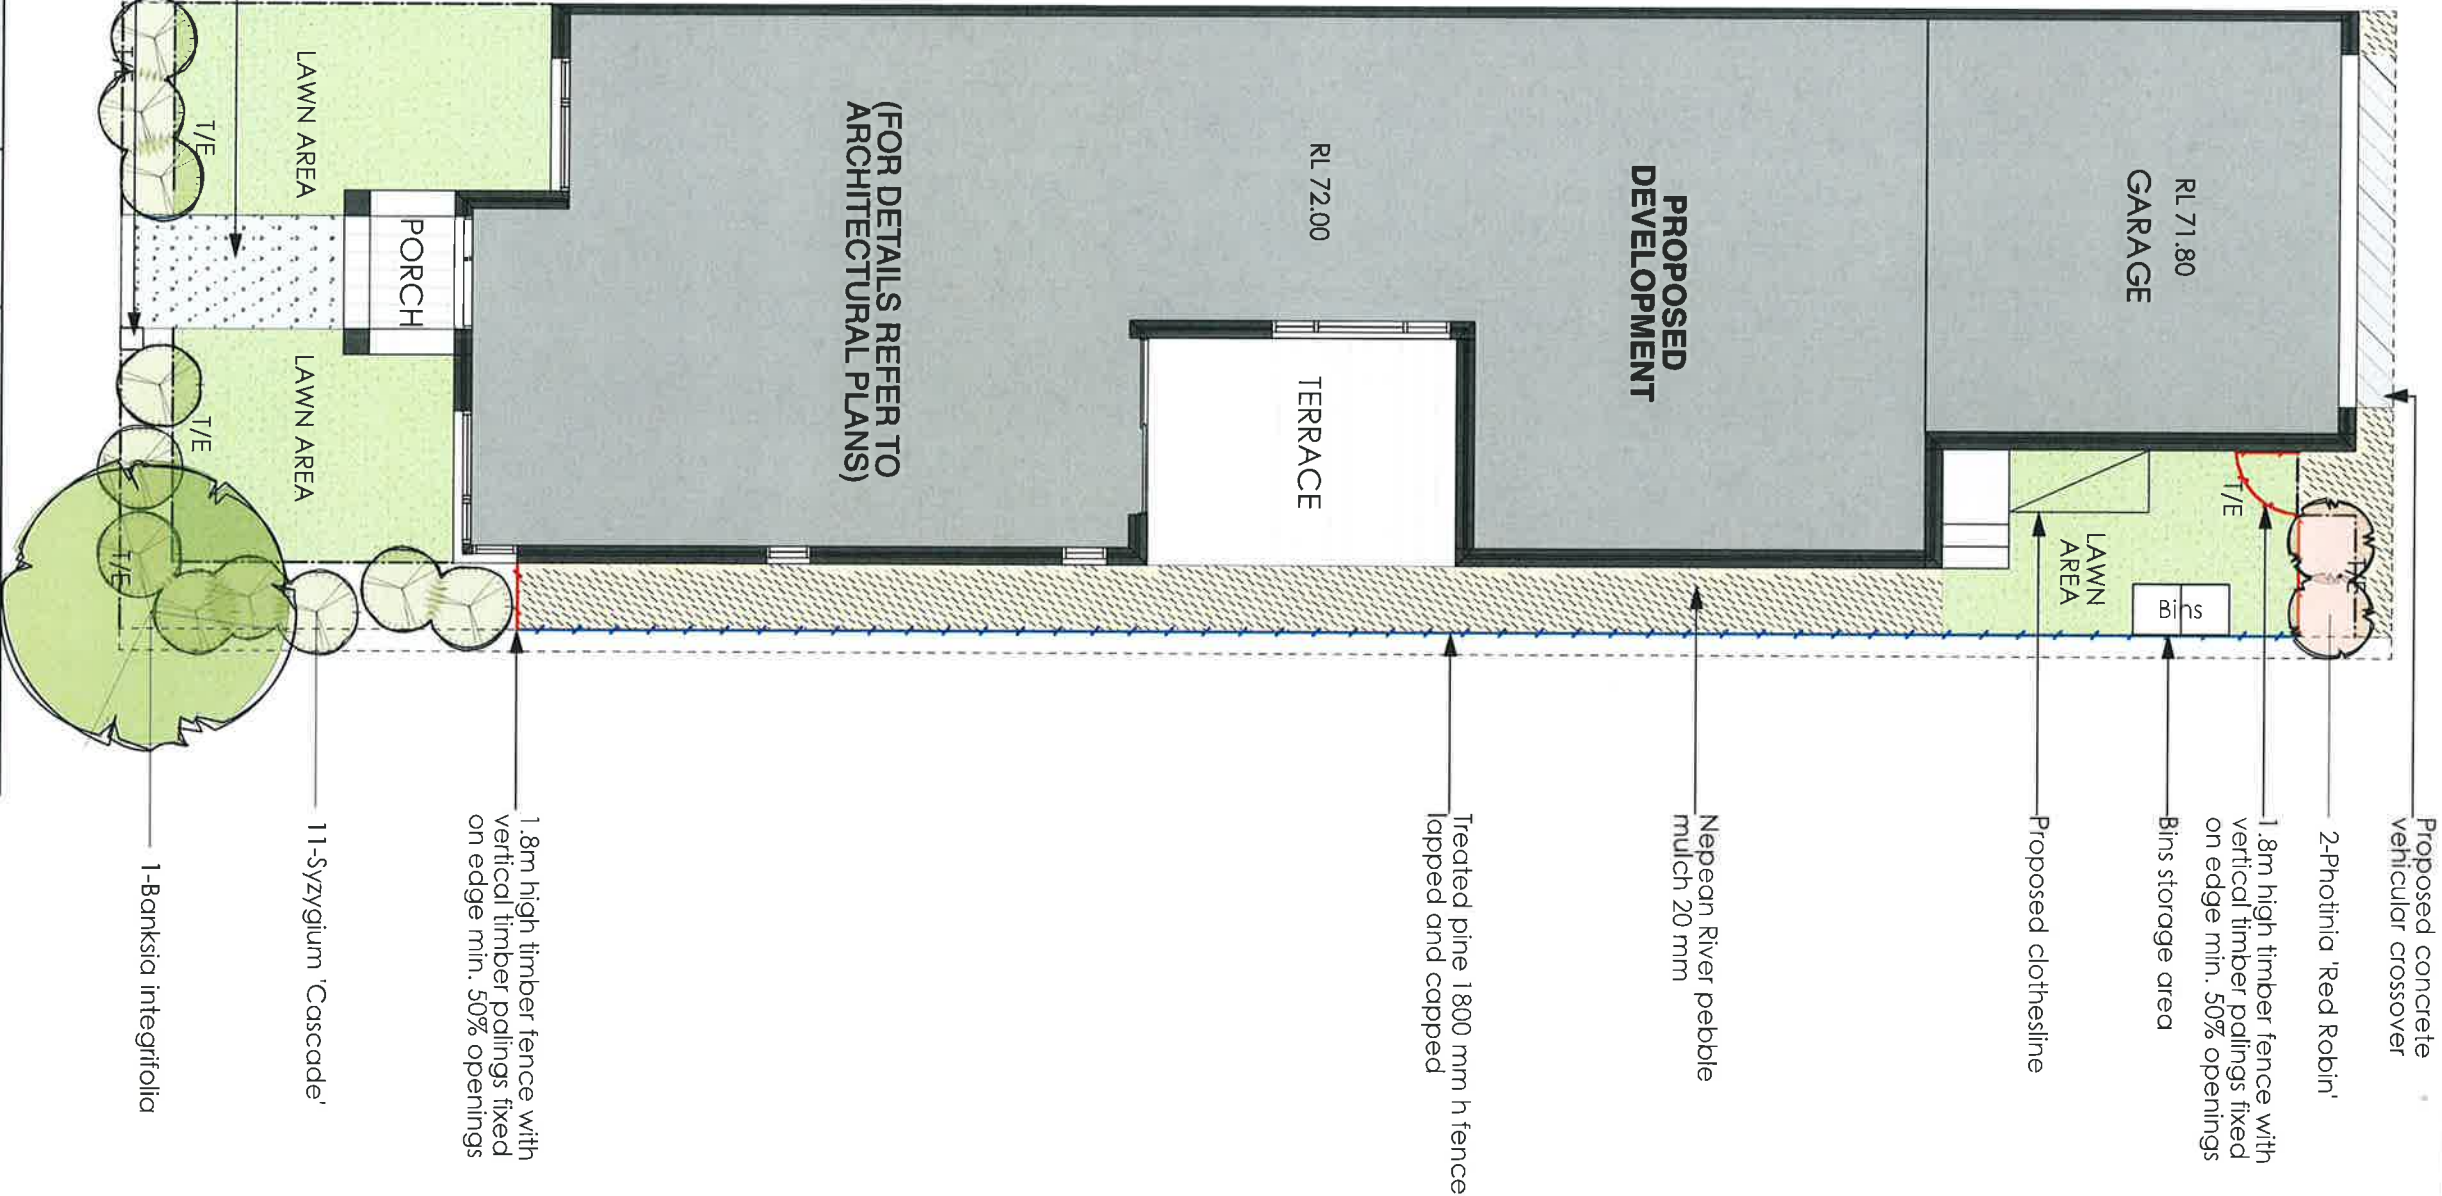 Proposed concrete
vehicular crossover
2-Photinia 'Red Robin'
1.8m high timber fence with
vertical timber palings fixed
on edge min. 50% openings
Bins storage area
Proposed clothesline
Nepean River pebble
mulch 20 mm
Treated pine 1800 mm h fence
lapped and capped
1.8m high timber fence with
vertical timber palings fixed
on edge min. 50% openings
11-Syzygium 'Cascade'
1-Banksia integrifolia
RL 71.80
GARAGE
T/E
T/E
LAWN
AREA
Bins
PROPOSED
DEVELOPMENT
RL 72.00
TERRACE
(FOR DETAILS REFER TO
ARCHITECTURAL PLANS)
PORCH
LAWN AREA
LAWN AREA
T/E
T/E
T/E
T/E